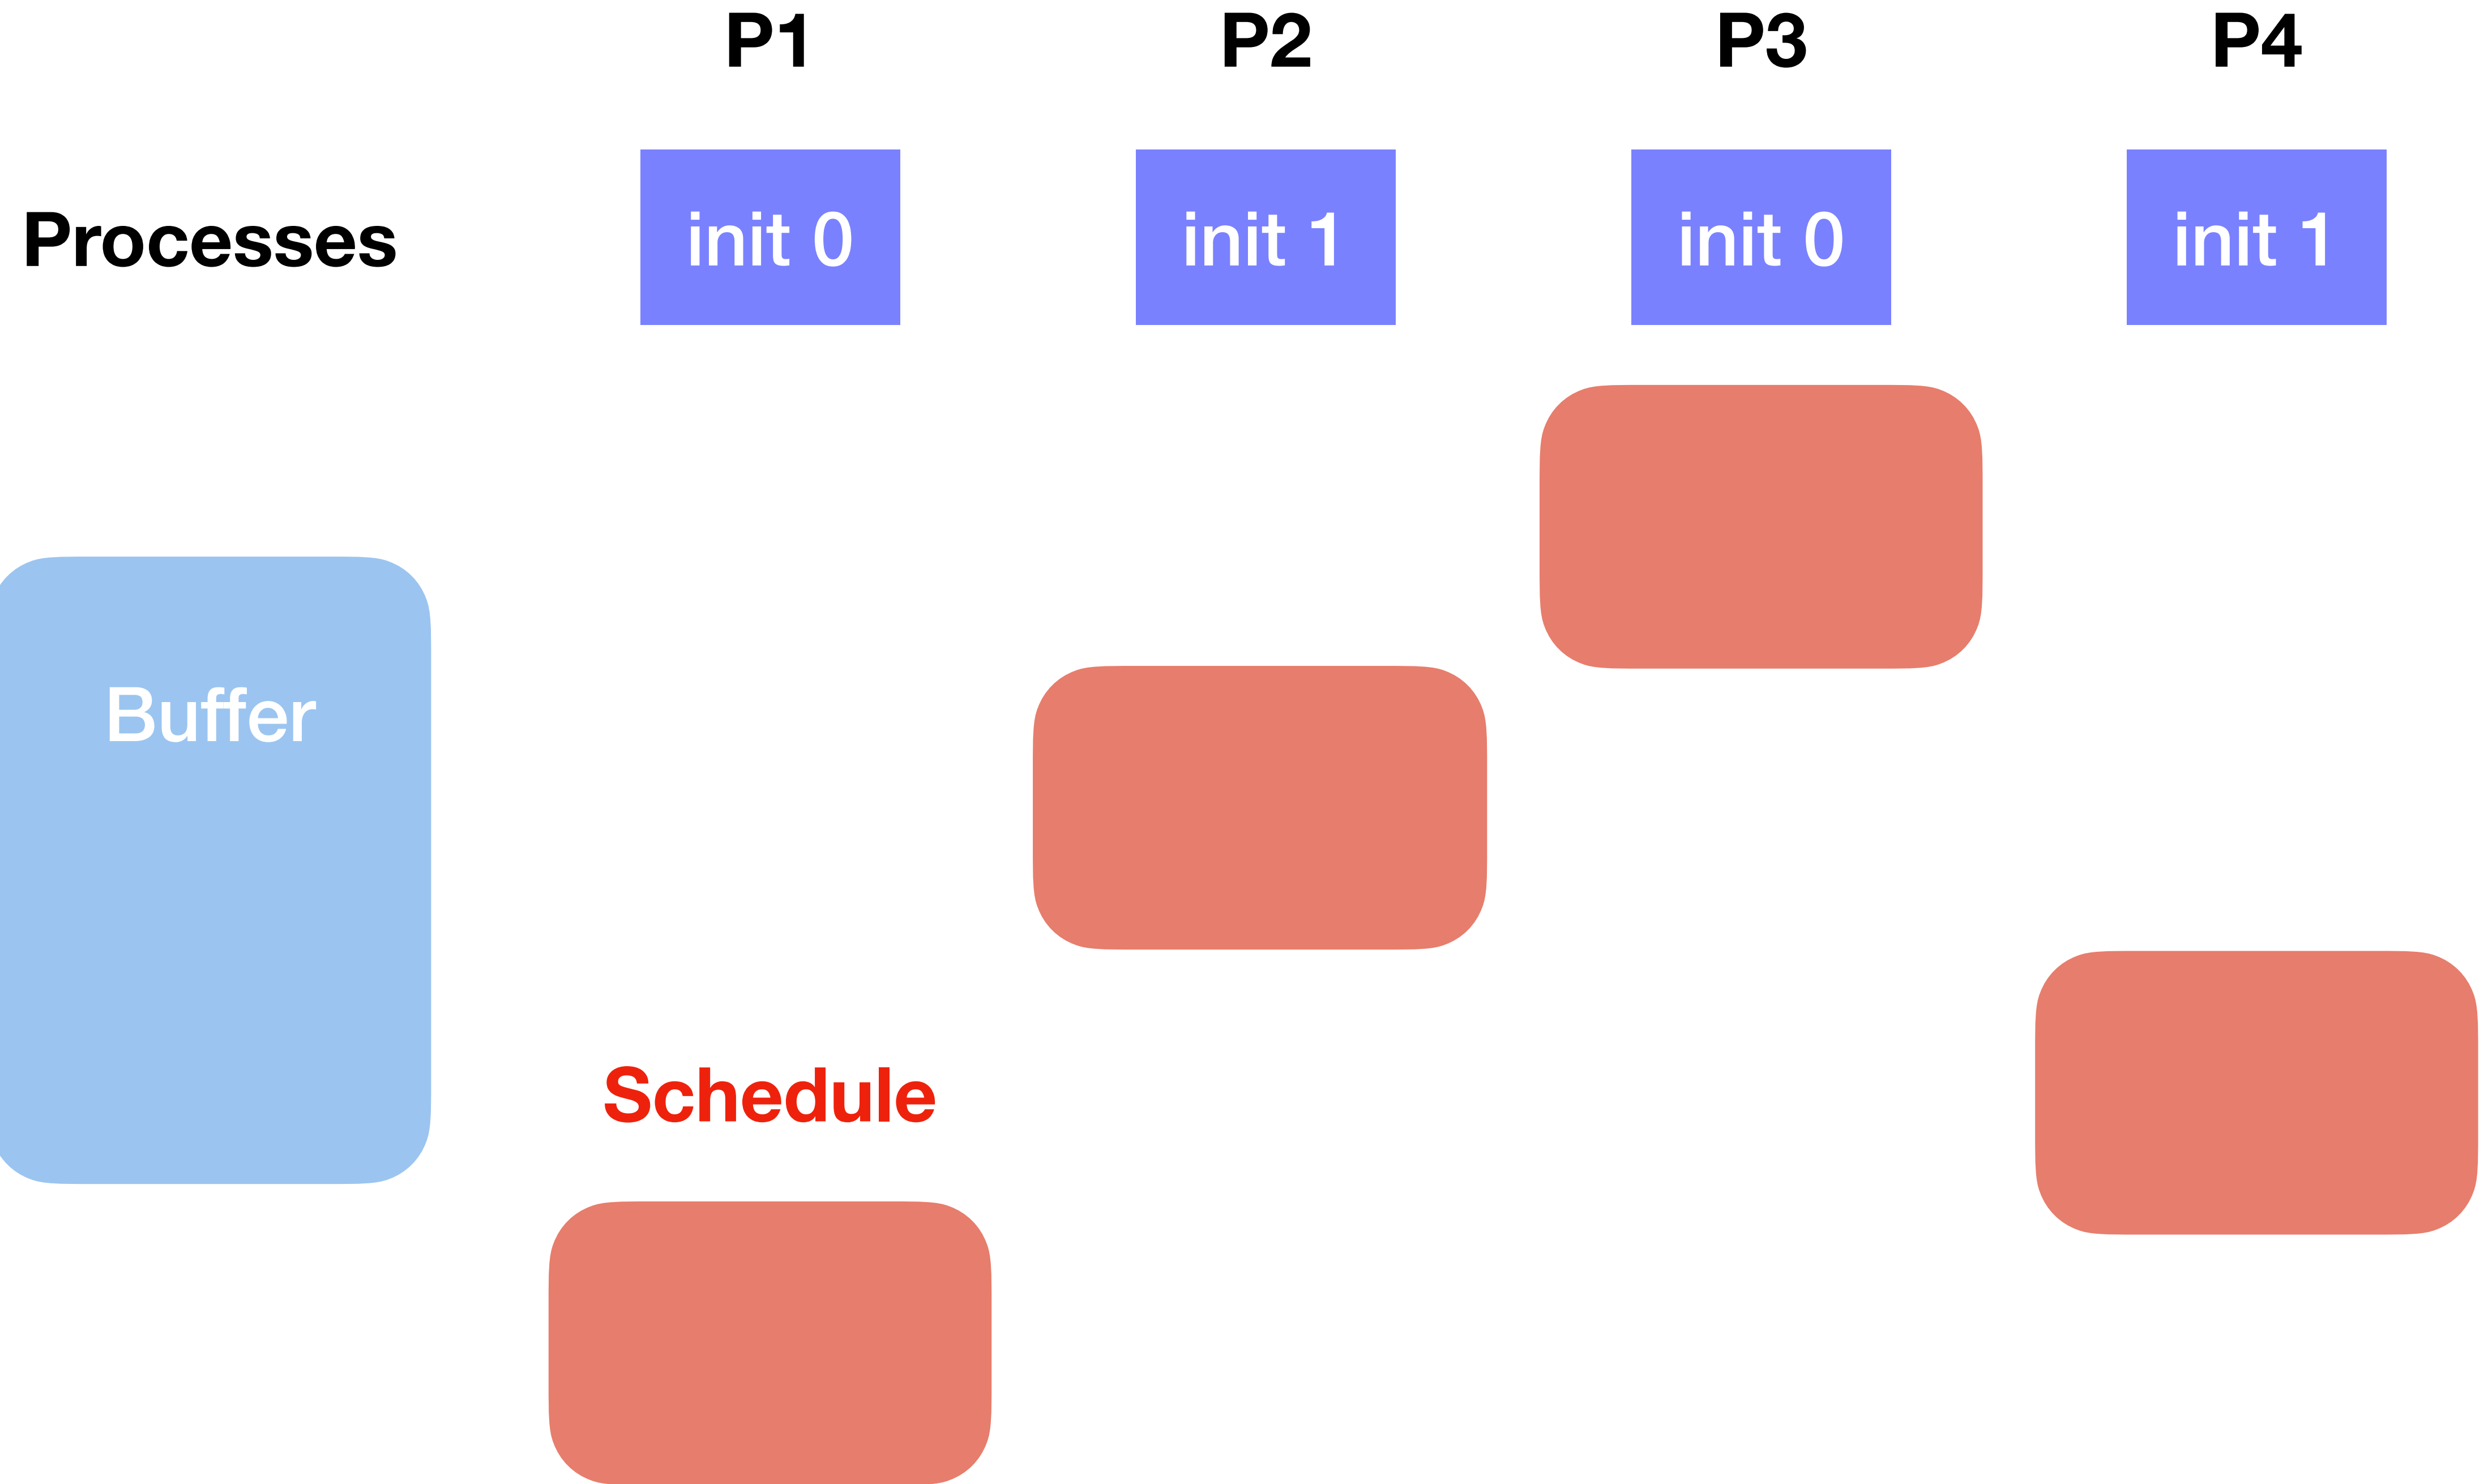 P1 P2 P3 P4
Processes init 0 init 1 init 0 init 1
Buffer
Schedule